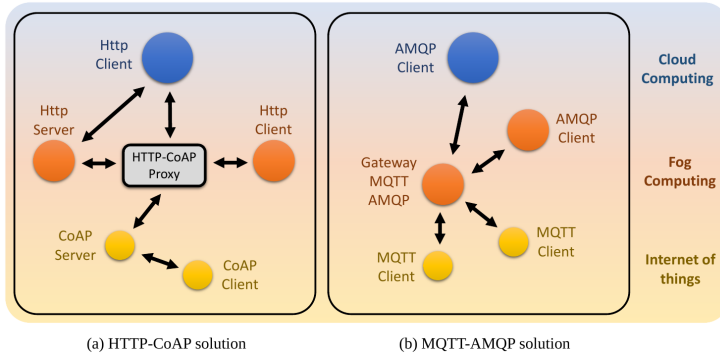 Http
Client
Http
Server
Http
Client
HTTP-CoAP
Proxy
CoAP
Server
CoAP
Client
(a) HTTP-CoAP solution
AMQP
Client
AMQP
Client
Gateway
MQTT
AMQP
MQTT
Client
MQTT
Client
(b) MQTT-AMQP solution
Cloud
Computing
Fog
Computing
Internet of
things